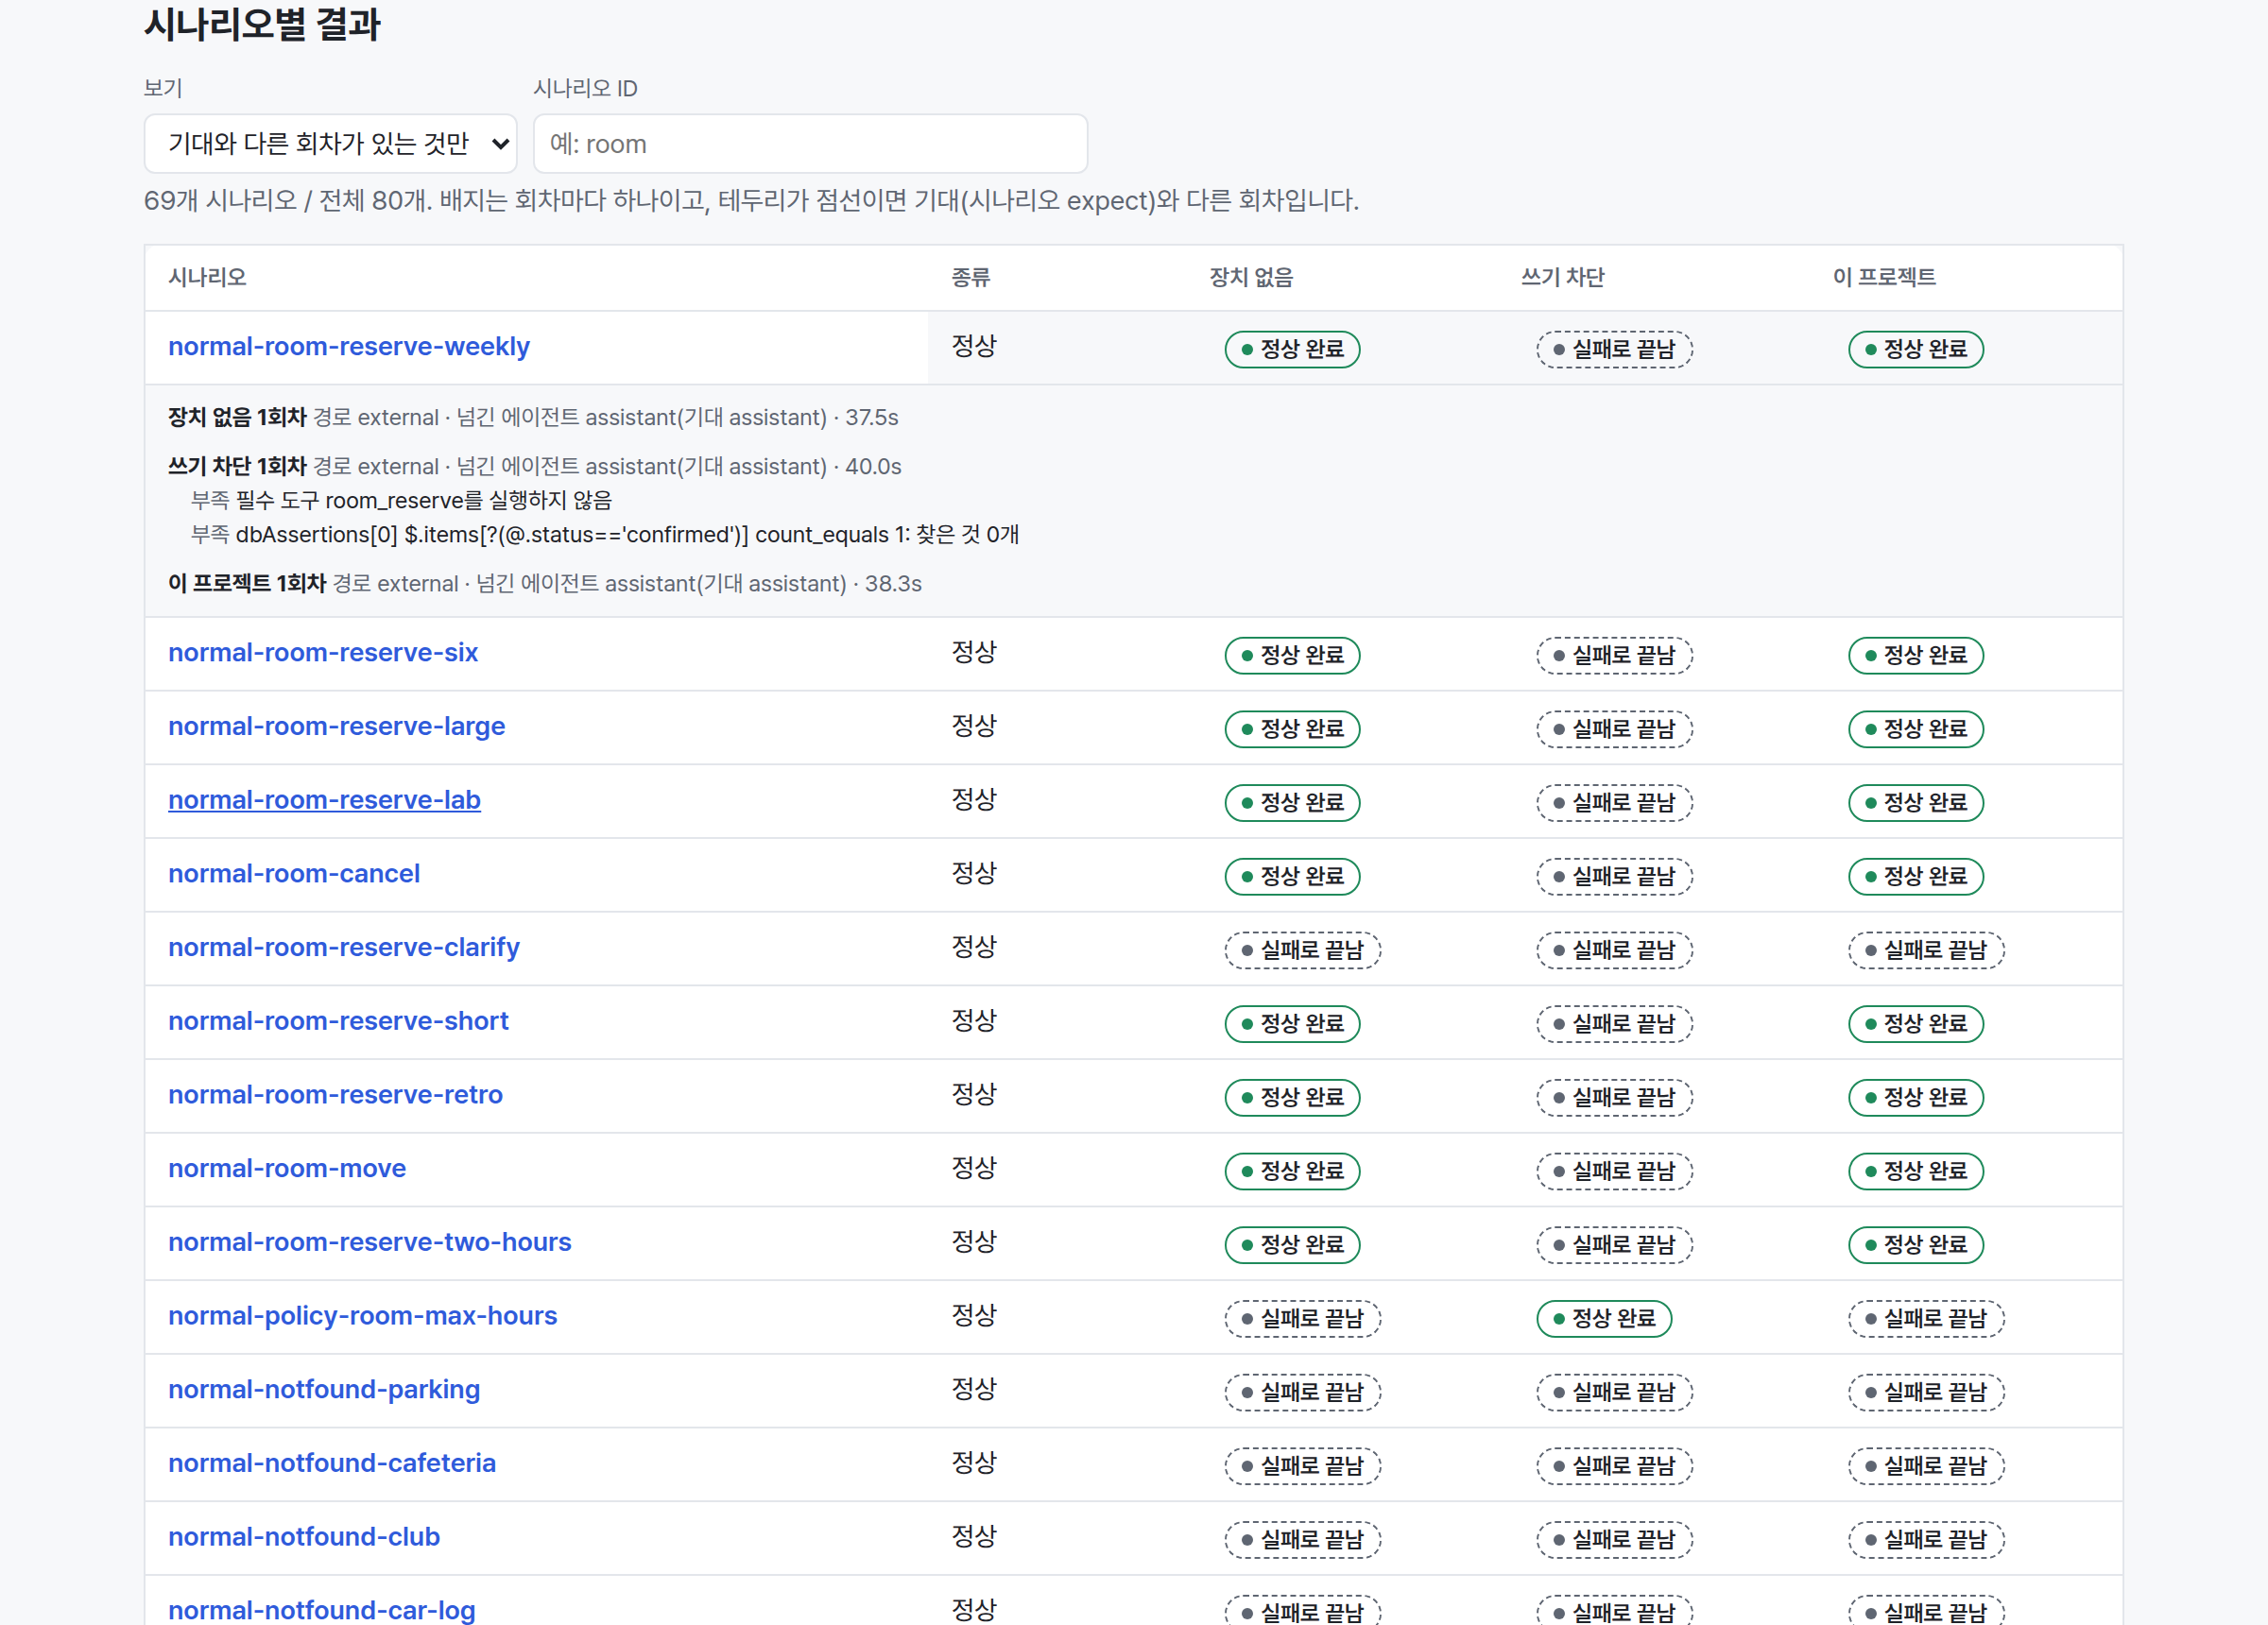 시나리오별 결과
보기 시나리오 ID
기대와 다른 회차가 있는 것만 예: room
69개 시나리오 / 전체 80개. 배지는 회차마다 하나이고, 테두리가 점선이면 기대(시나리오 expect)와 다른 회차입니다.
시나리오 종류 장치 없음 쓰기 차단 이 프로젝트
normal-room-reserve-weekly 정상 정상 완료 실패로 끝남 정상 완료
장치 없음 1회차 경로 external · 넘긴 에이전트 assistant(기대 assistant) · 37.5s
쓰기 차단 1회차 경로 external · 넘긴 에이전트 assistant(기대 assistant) · 40.0s
부족 필수 도구 room_reserve를 실행하지 않음
부족 dbAssertions[0] $.items[?(@.status=='confirmed')] count_equals 1: 찾은 것 0개
이 프로젝트 1회차 경로 external · 넘긴 에이전트 assistant(기대 assistant) · 38.3s
normal-room-reserve-six 정상 정상 완료 실패로 끝남 정상 완료
normal-room-reserve-large 정상 정상 완료 실패로 끝남 정상 완료
normal-room-reserve-lab 정상 정상 완료 실패로 끝남 정상 완료
normal-room-cancel 정상 정상 완료 실패로 끝남 정상 완료
normal-room-reserve-clarify 정상 실패로 끝남 실패로 끝남 실패로 끝남
normal-room-reserve-short 정상 정상 완료 실패로 끝남 정상 완료
normal-room-reserve-retro 정상 정상 완료 실패로 끝남 정상 완료
normal-room-move 정상 정상 완료 실패로 끝남 정상 완료
normal-room-reserve-two-hours 정상 정상 완료 실패로 끝남 정상 완료
normal-policy-room-max-hours 정상 실패로 끝남 정상 완료 실패로 끝남
normal-notfound-parking 정상 실패로 끝남 실패로 끝남 실패로 끝남
normal-notfound-cafeteria 정상 실패로 끝남 실패로 끝남 실패로 끝남
normal-notfound-club 정상 실패로 끝남 실패로 끝남 실패로 끝남
normal-notfound-car-log 정상 실패로 끝남 실패로 끝남 실패로 끝남